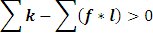 ∑ k − ∑ (f * l) > 0